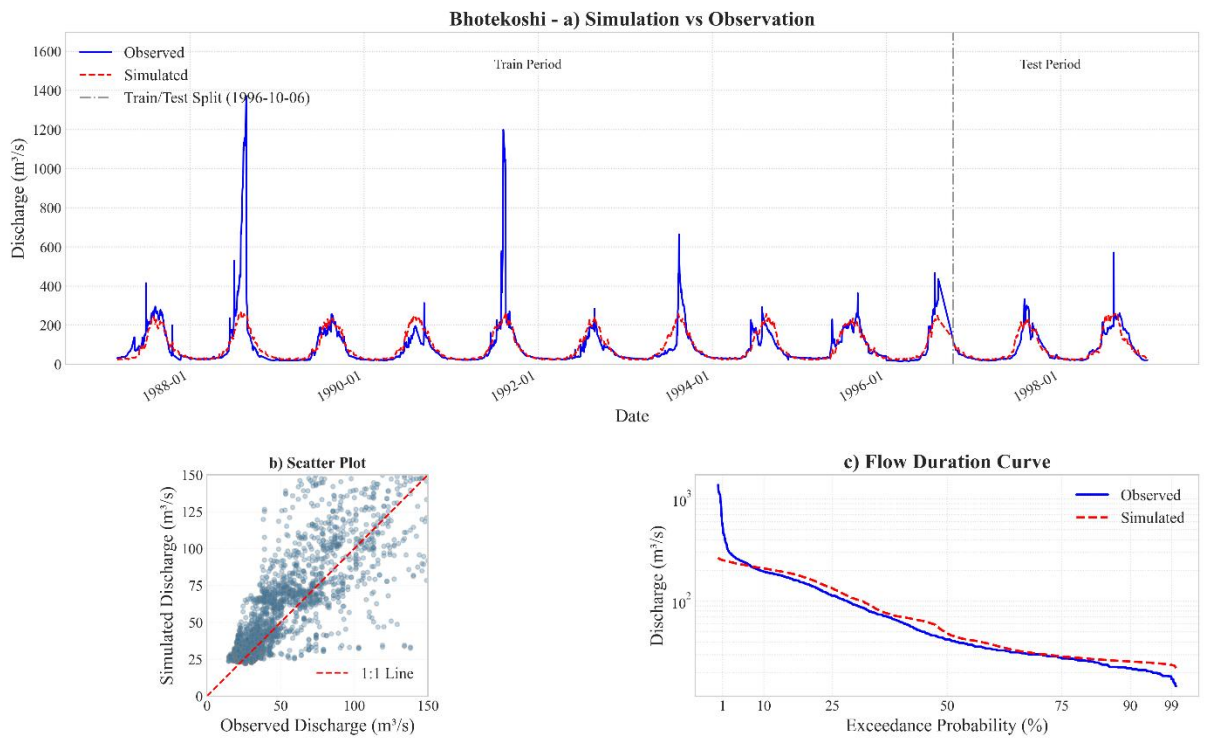 Bhotekoshi - a) Simulation vs Observation
Discharge (m³/s)
1600
1400
1200
1000
800
600
400
200
0
Observed
Simulated
Train/Test Split (1996-10-06)
Train Period
Test Period
1988-01
1990-01
1992-01
1994-01
1996-01
1998-01
Date
b) Scatter Plot
Simulated Discharge (m³/s)
150
125
100
75
50
25
0
1:1 Line
0
50
100
150
Observed Discharge (m³/s)
c) Flow Duration Curve
Discharge (m³/s)
10³
10²
Observed
Simulated
1
10
25
50
75
90
99
Exceedance Probability (%)